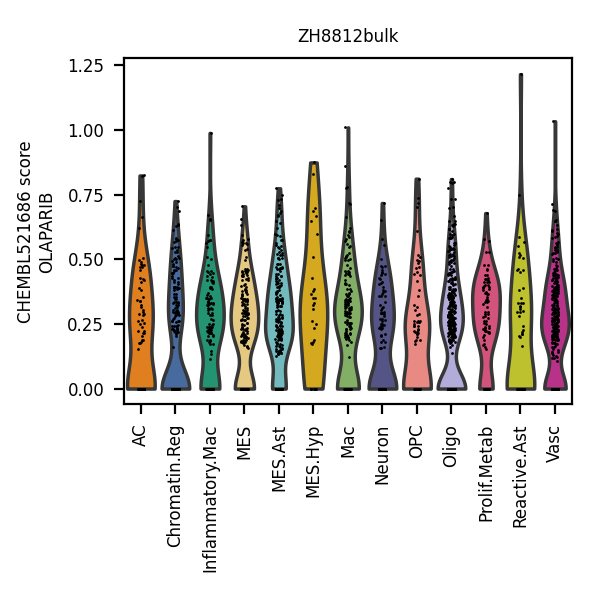 ZH8812bulk
CHEMBL521686 score
OLAPARIB
1.25
1.00
0.75
0.50
0.25
0.00
AC
Chromatin.Reg
Inflammatory.Mac
MES
MES.Ast
MES.Hyp
Mac
Neuron
OPC
Oligo
Prolif.Metab
Reactive.Ast
Vasc